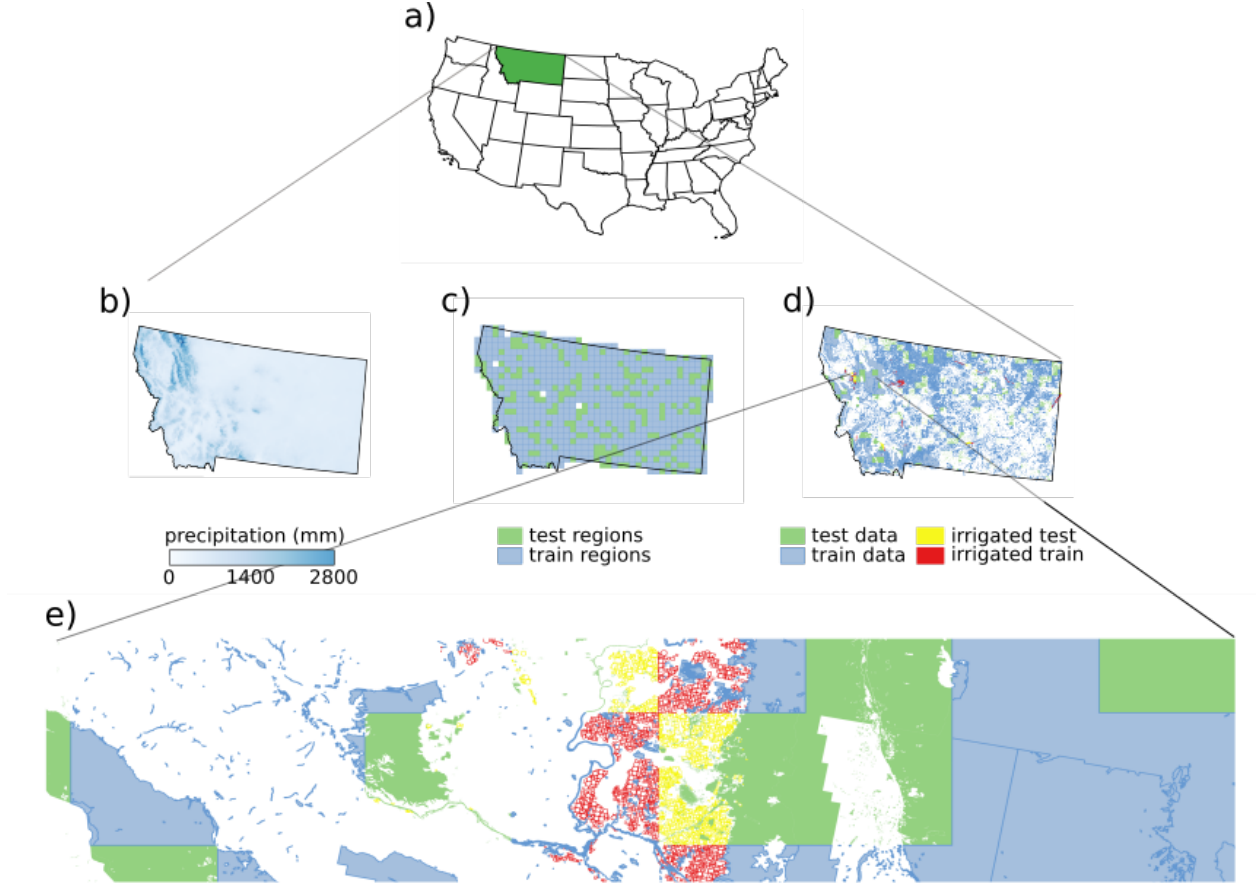 a)
b)
c)
d)
precipitation (mm)
0 1400 2800
test regions
train regions
test data
train data
irrigated test
irrigated train
e)